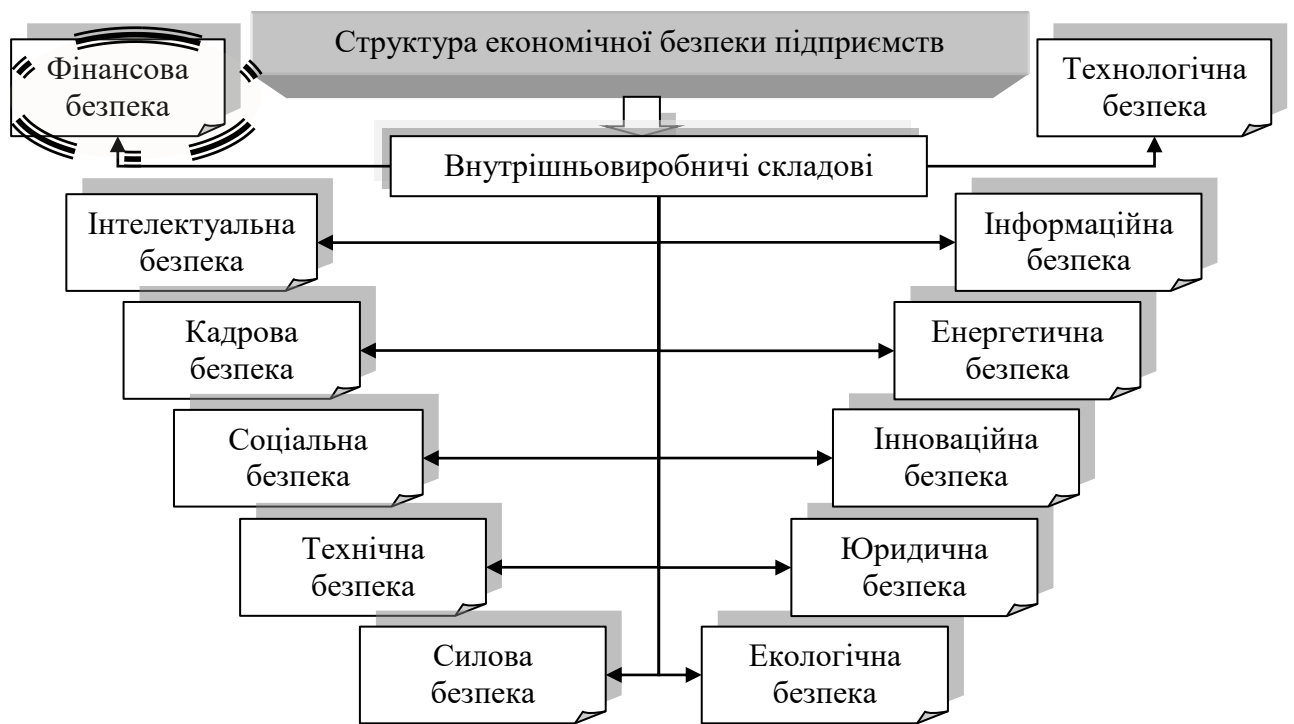 Структура економічної безпеки підприємств
Фінансова
безпека
Технологічна
безпека
Внутрішньовиробничі складові
Інтелектуальна
безпека
Інформаційна
безпека
Кадрова
безпека
Енергетична
безпека
Соціальна
безпека
Інноваційна
безпека
Технічна
безпека
Юридична
безпека
Силова
безпека
Екологічна
безпека